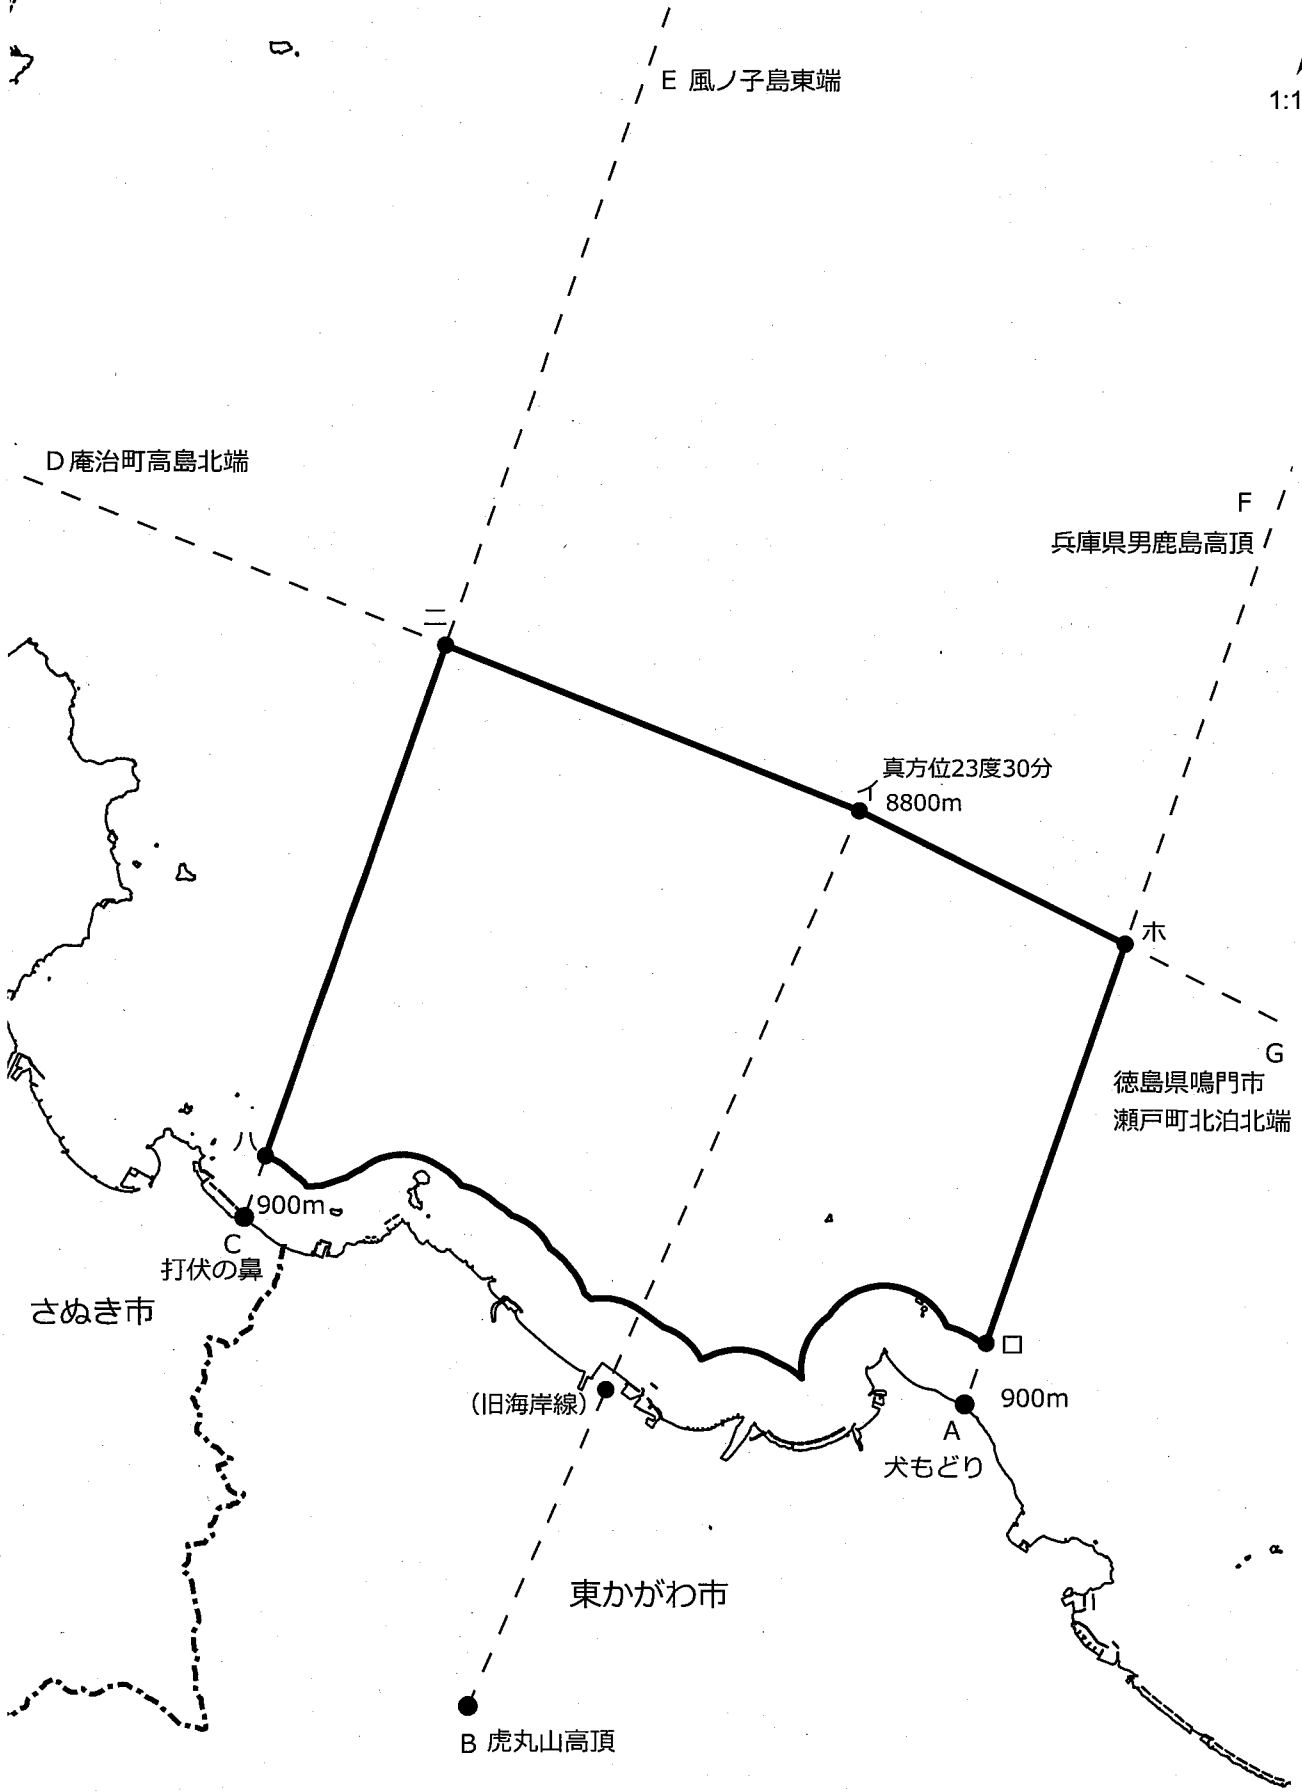 E 風ノ子島東端
1:1
D 庵治町高島北端
F
兵庫県男鹿島高頂
ニ
真方位23度30分
イ
8800m
ホ
G
徳島県鳴門市
瀬戸町北泊北端
ハ
900m
C
打伏の鼻
さぬき市
ロ
(旧海岸線)
900m
A
犬もどり
東かがわ市
B 虎丸山高頂